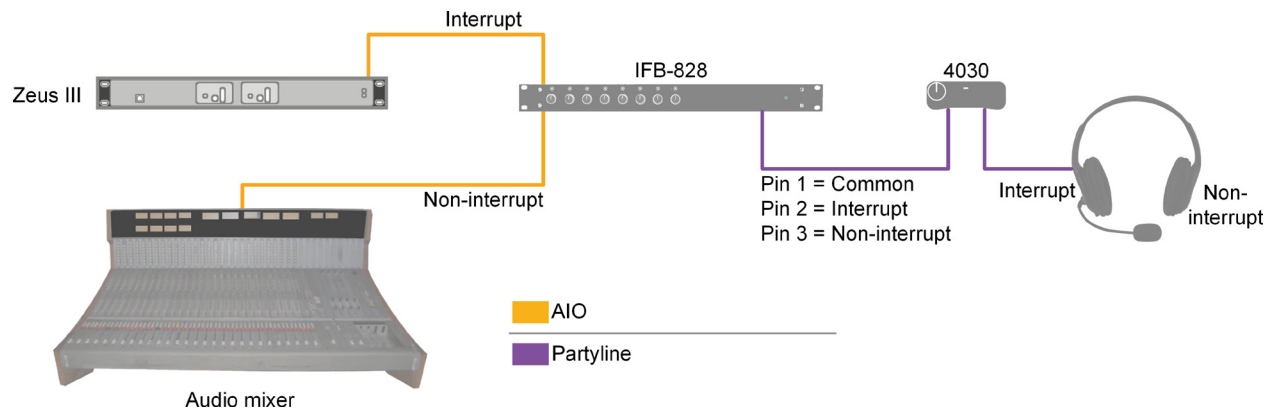 Interrupt
IFB-828
4030
Zeus III
Non-interrupt
Pin 1 = Common
Pin 2 = Interrupt
Pin 3 = Non-interrupt
Interrupt
Non-
interrupt
AIO
Partyline
Audio mixer